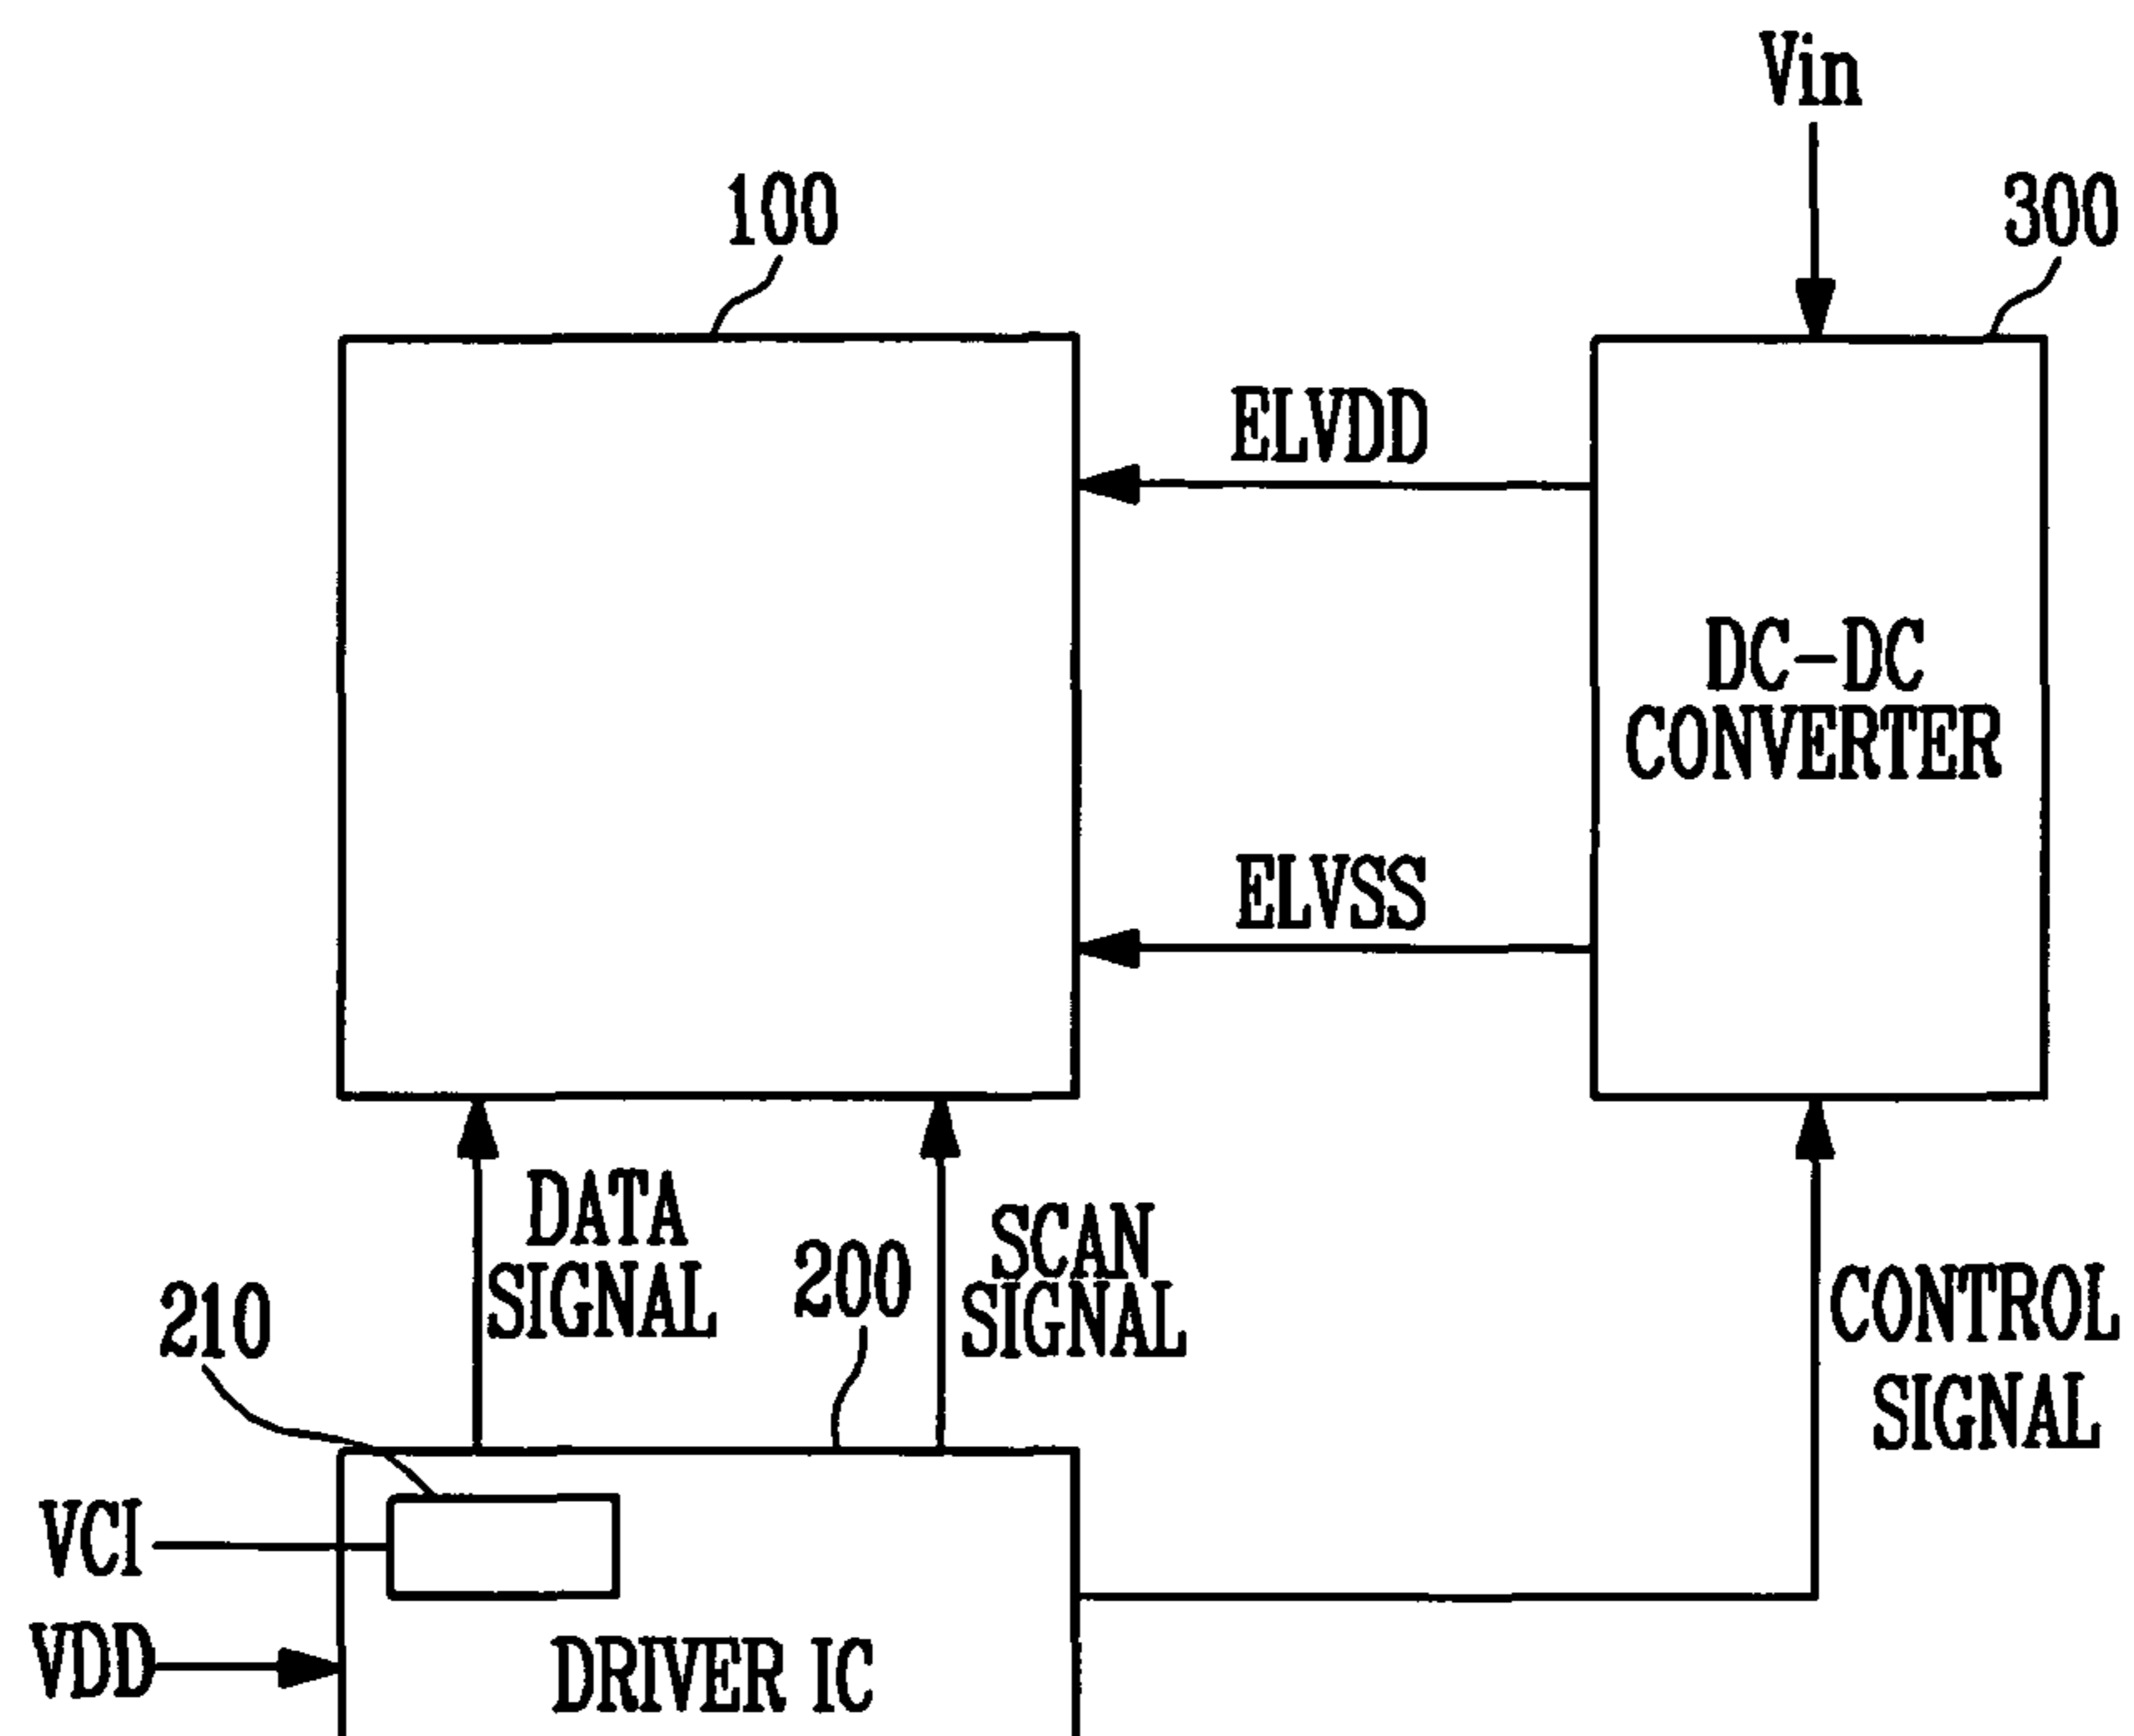 Vin
100
300
ELVDD
DC-DC
CONVERTER
ELVSS
DATA
SIGNAL
200
SCAN
SIGNAL
210
CONTROL
SIGNAL
VCI
VDD
DRIVER IC